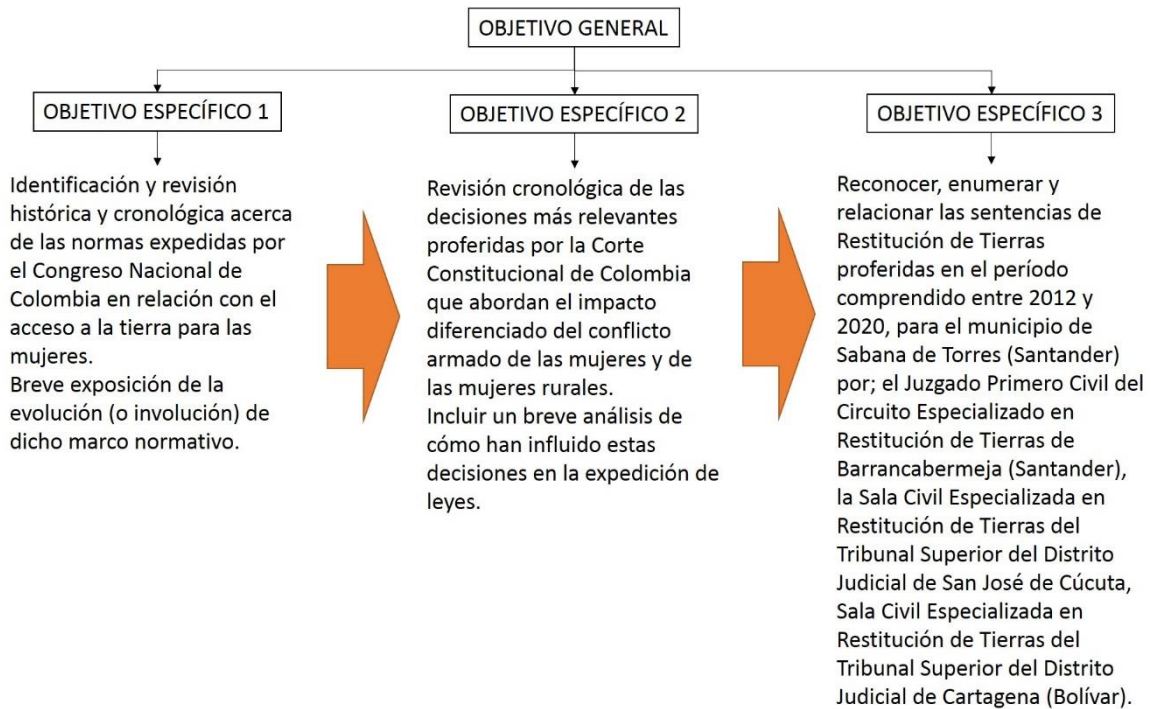 OBJETIVO GENERAL
OBJETIVO ESPECÍFICO 1
Identificación y revisión
histórica y cronológica acerca
de las normas expedidas por
el Congreso Nacional de
Colombia en relación con el
acceso a la tierra para las
mujeres.
Breve exposición de la
evolución (o involución) de
dicho marco normativo.
OBJETIVO ESPECÍFICO 2
Revisión cronológica de las
decisiones más relevantes
proferidas por la Corte
Constitucional de Colombia
que abordan el impacto
diferenciado del conflicto
armado de las mujeres y de
las mujeres rurales.
Incluir un breve análisis de
cómo han influido estas
decisiones en la expedición de
leyes.
OBJETIVO ESPECÍFICO 3
Reconocer, enumerar y
relacionar las sentencias de
Restitución de Tierras
proferidas en el período
comprendido entre 2012 y
2020, para el municipio de
Sabana de Torres (Santander)
por; el Juzgado Primero Civil del
Circuito Especializado en
Restitución de Tierras de
Barrancabermeja (Santander),
la Sala Civil Especializada en
Restitución de Tierras del
Tribunal Superior del Distrito
Judicial de San José de Cúcuta,
Sala Civil Especializada en
Restitución de Tierras del
Tribunal Superior del Distrito
Judicial de Cartagena (Bolívar).